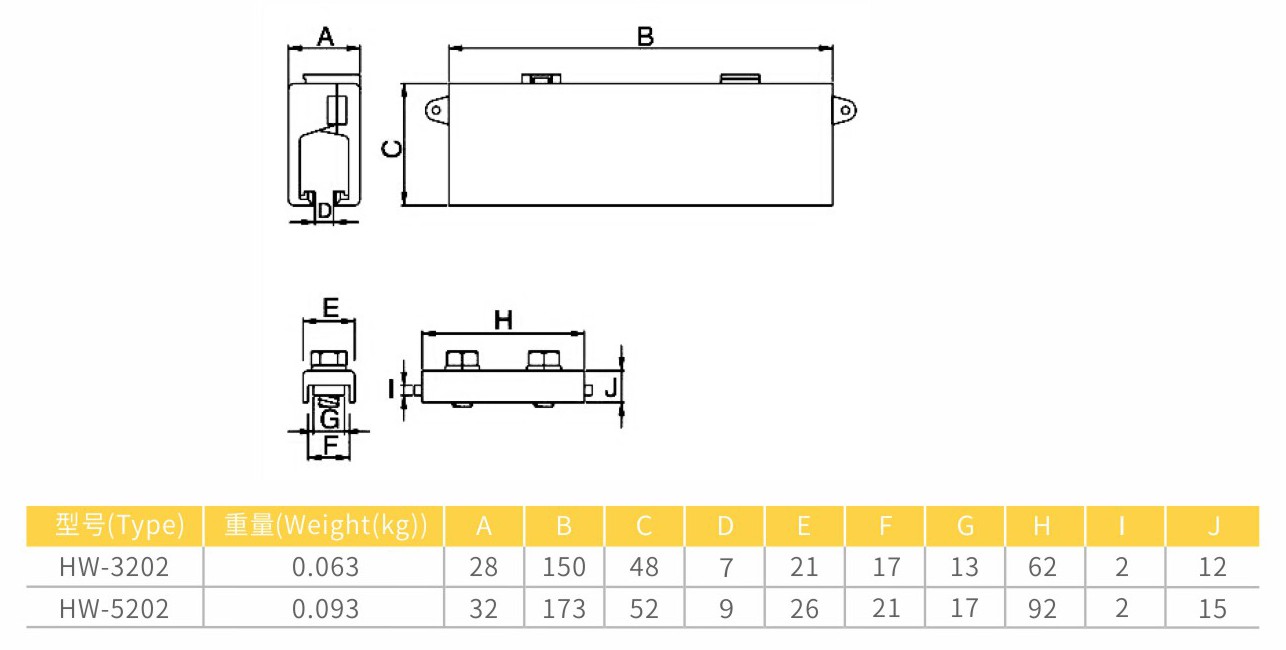 A
B
C
D
E
H
I
J
G
F
型号(Type) 重量(Weight(kg)) A B C D E F G H I J
HW-3202 0.063 28 150 48 7 21 17 13 62 2 12
HW-5202 0.093 32 173 52 9 26 21 17 92 2 15